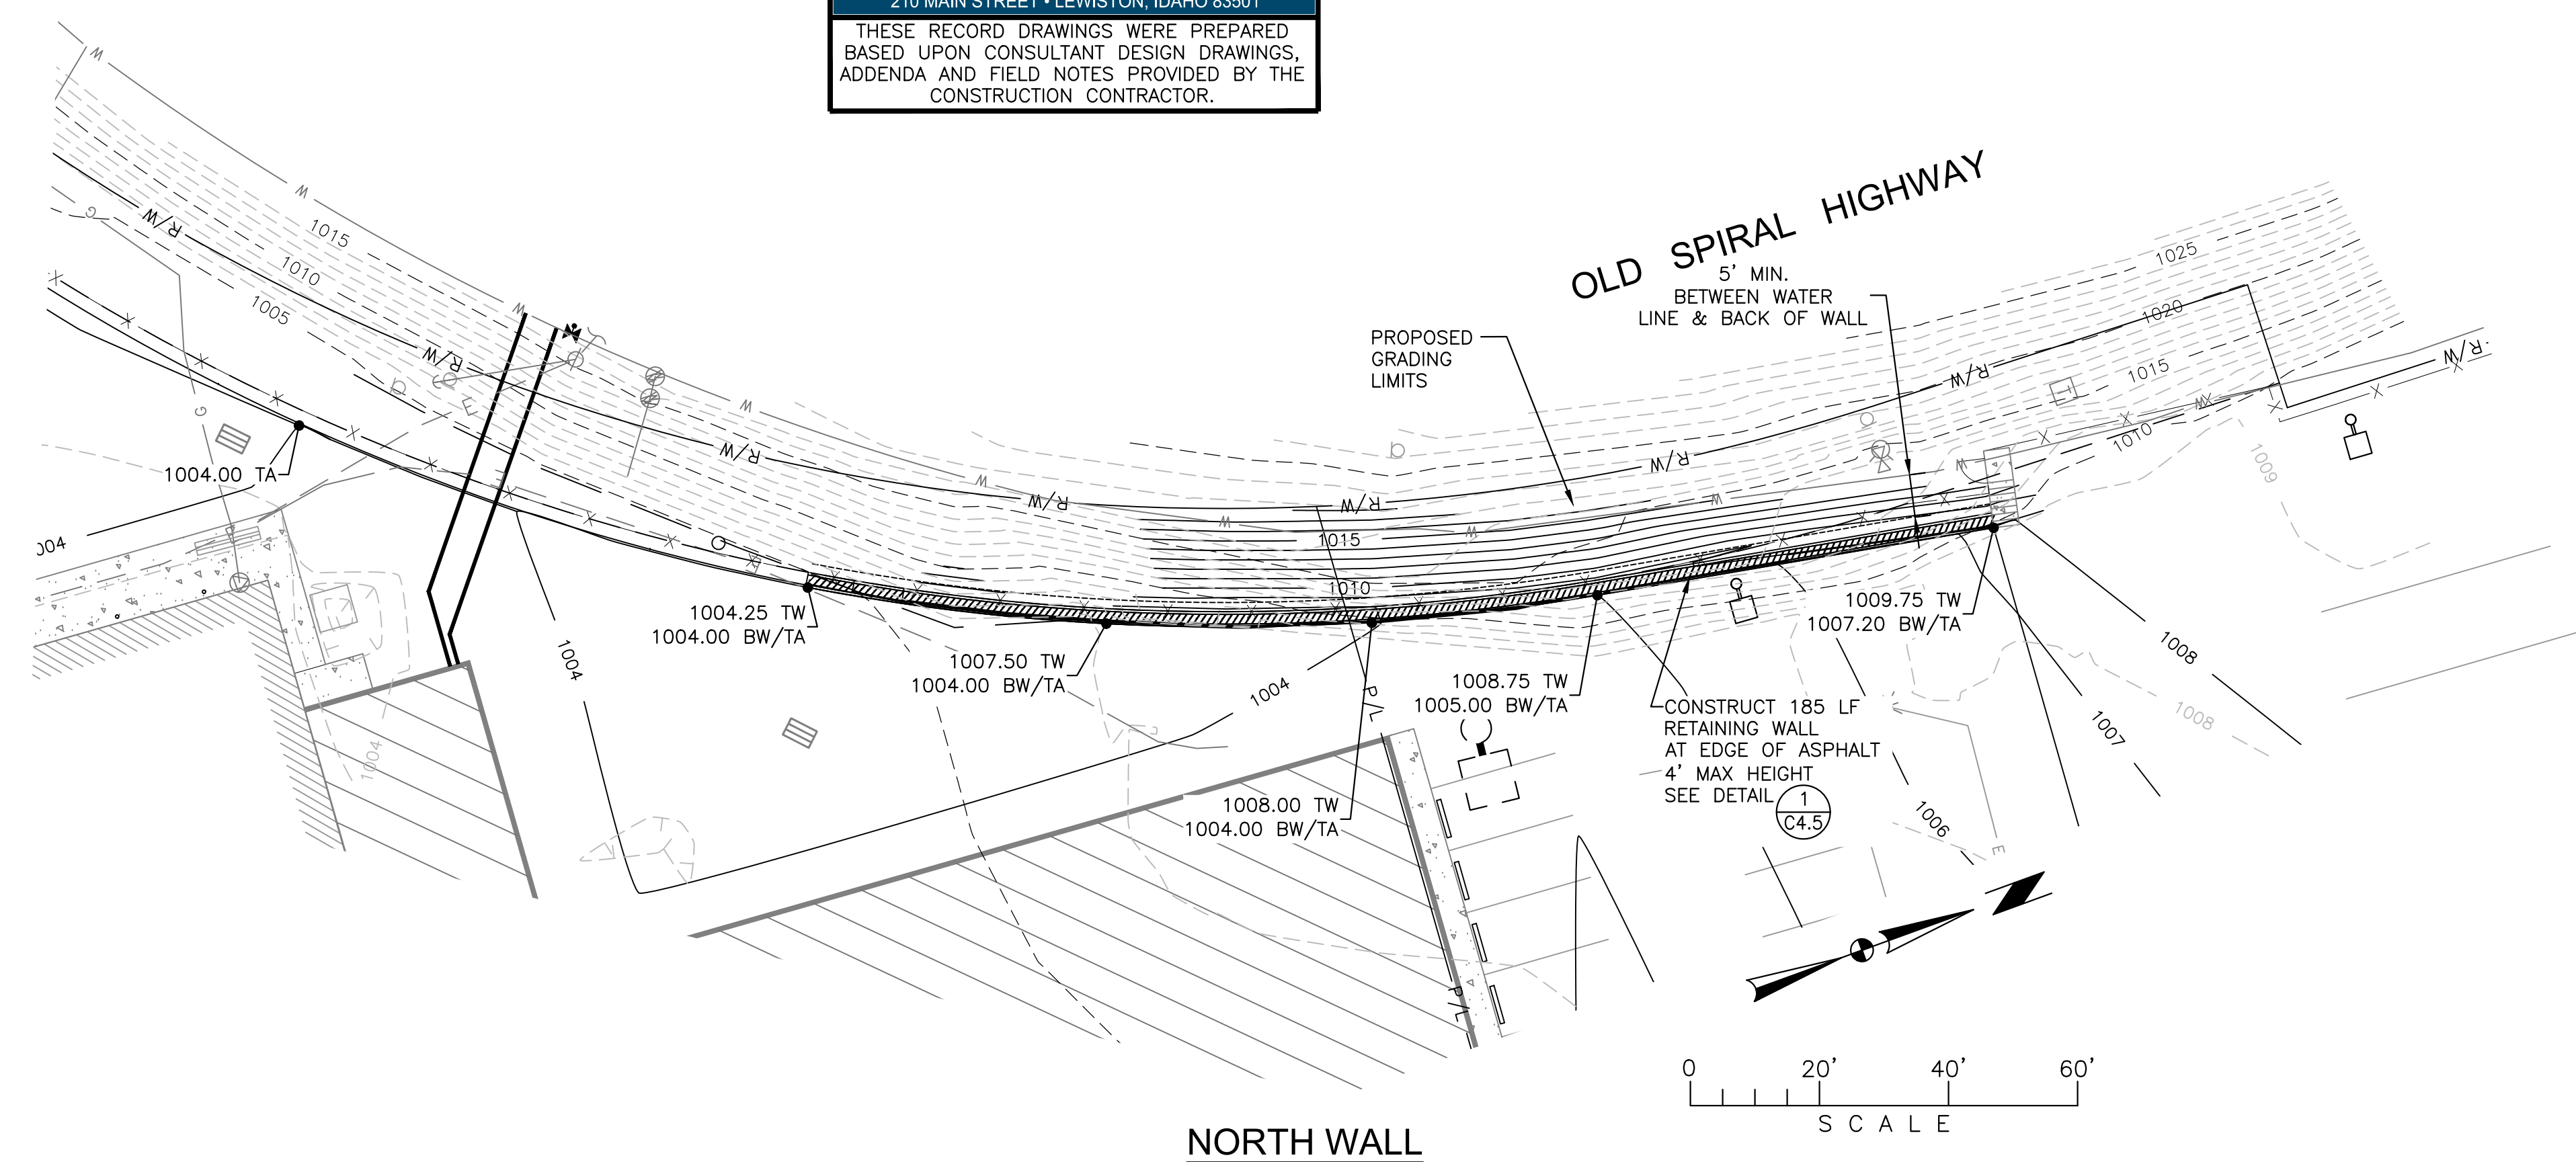 210 MAIN STREET • LEWISTON, IDAHO 83501
THESE RECORD DRAWINGS WERE PREPARED
BASED UPON CONSULTANT DESIGN DRAWINGS,
ADDENDA AND FIELD NOTES PROVIDED BY THE
CONSTRUCTION CONTRACTOR.
OLD SPIRAL HIGHWAY
5' MIN.
BETWEEN WATER
LINE & BACK OF WALL
PROPOSED
GRADING
LIMITS
W
W
W
W
W
W
W
W
W
W
W
R/W
R/W
R/W
R/W
R/W
R/W
R/W
R/W
G
G
E
E
1015
1010
1005
1025
1020
1015
1010
1009
1015
1010
1004.00 TA
004
1004.25 TW
1004.00 BW/TA
1007.50 TW
1004.00 BW/TA
1008.00 TW
1004.00 BW/TA
1008.75 TW
1005.00 BW/TA
1009.75 TW
1007.20 BW/TA
1004
1004
1004
1008
1008
1007
1006
P/L
P/L
CONSTRUCT 185 LF
RETAINING WALL
AT EDGE OF ASPHALT
4' MAX HEIGHT
SEE DETAIL
1
C4.5
0 20' 40' 60'
SCALE
NORTH WALL